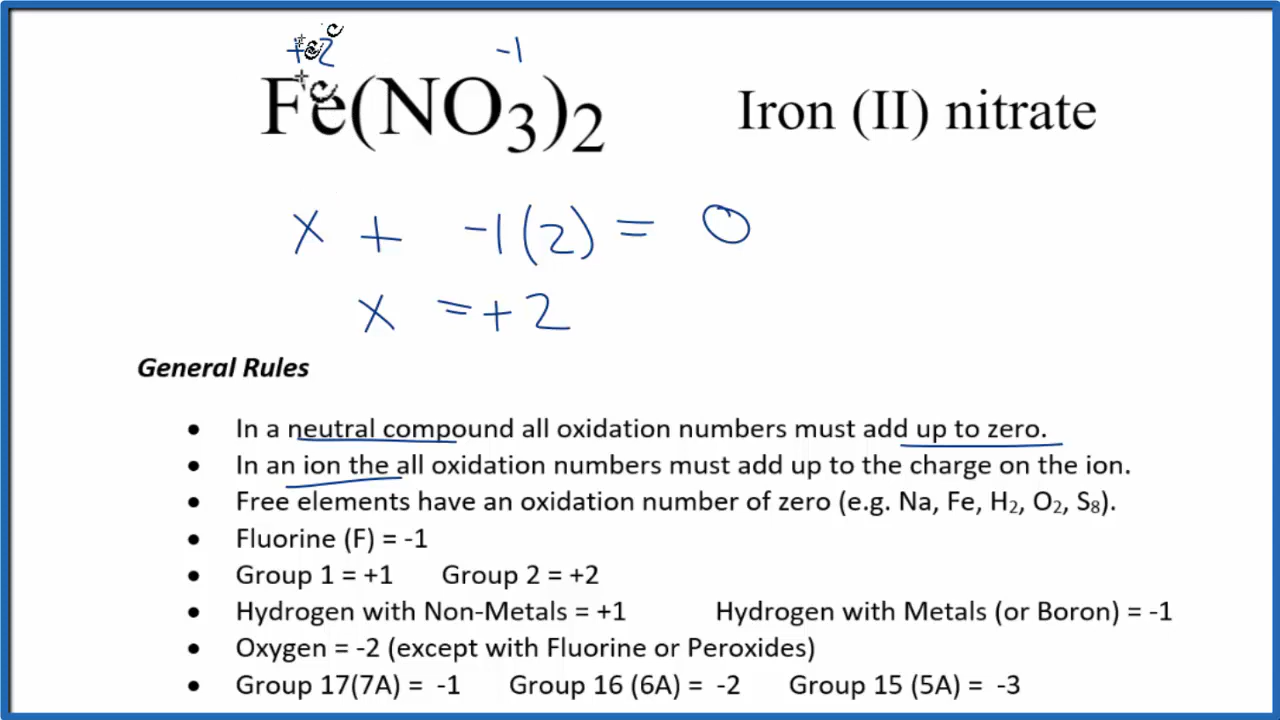 +2 -1
Fe(NO3)2 Iron (II) nitrate
x + -1(2) = 0
x = +2
General Rules
• In a neutral compound all oxidation numbers must add up to zero.
• In an ion the all oxidation numbers must add up to the charge on the ion.
• Free elements have an oxidation number of zero (e.g. Na, Fe, H2, O2, S8).
• Fluorine (F) = -1
• Group 1 = +1 Group 2 = +2
• Hydrogen with Non-Metals = +1 Hydrogen with Metals (or Boron) = -1
• Oxygen = -2 (except with Fluorine or Peroxides)
• Group 17(7A) = -1 Group 16 (6A) = -2 Group 15 (5A) = -3